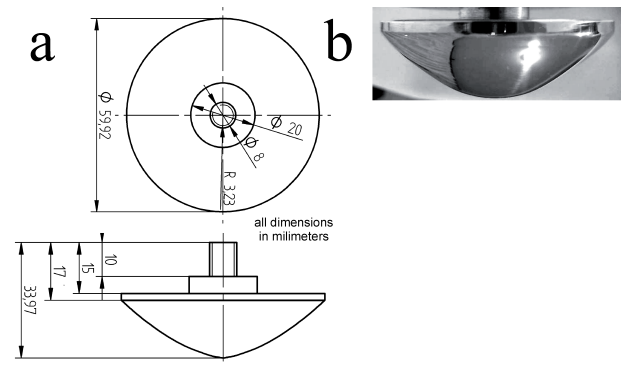 a
b
ϕ 59,92
ϕ 20
ϕ 8
R 3,23
all dimensions
in milimeters
10
15
17
33,97